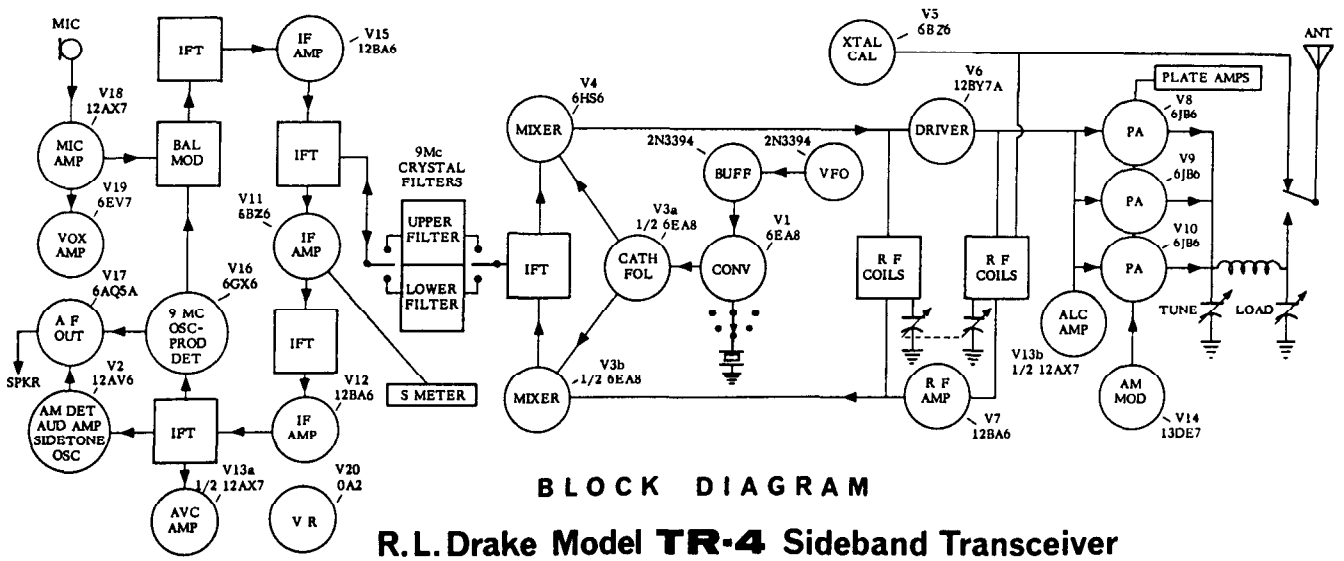 MIC
V18
12AX7
MIC
AMP
V19
6EV7
VOX
AMP
V17
6AQ5A
A F
OUT
SPKR
V2
12AV6
AM DET
AUD AMP
SIDETONE
OSC
IFT
BAL
MOD
V16
6GX6
9 MC
OSC-
PROD
DET
IFT
V13a
1/2 12AX7
AVC
AMP
V15
12BA6
IF
AMP
IFT
V11
6BZ6
IF
AMP
IFT
V12
12BA6
IF
AMP
V20
0A2
V R
S METER
9Mc
CRYSTAL
FILTERS
UPPER
FILTER
LOWER
FILTER
V4
6HS6
MIXER
IFT
V3a
1/2 6EA8
CATH
FOL
V3b
1/2 6EA8
MIXER
2N3394
BUFF
2N3394
VFO
V1
6EA8
CONV
V5
6BZ6
XTAL
CAL
V6
12BY7A
DRIVER
R F
COILS
R F
COILS
R F
AMP
V7
12BA6
PLATE AMPS
V8
6JB6
PA
V9
6JB6
PA
V10
6JB6
PA
ALC
AMP
V13b
1/2 12AX7
AM
MOD
V14
13DE7
TUNE
LOAD
ANT
BLOCK DIAGRAM
R.L. Drake Model TR-4 Sideband Transceiver